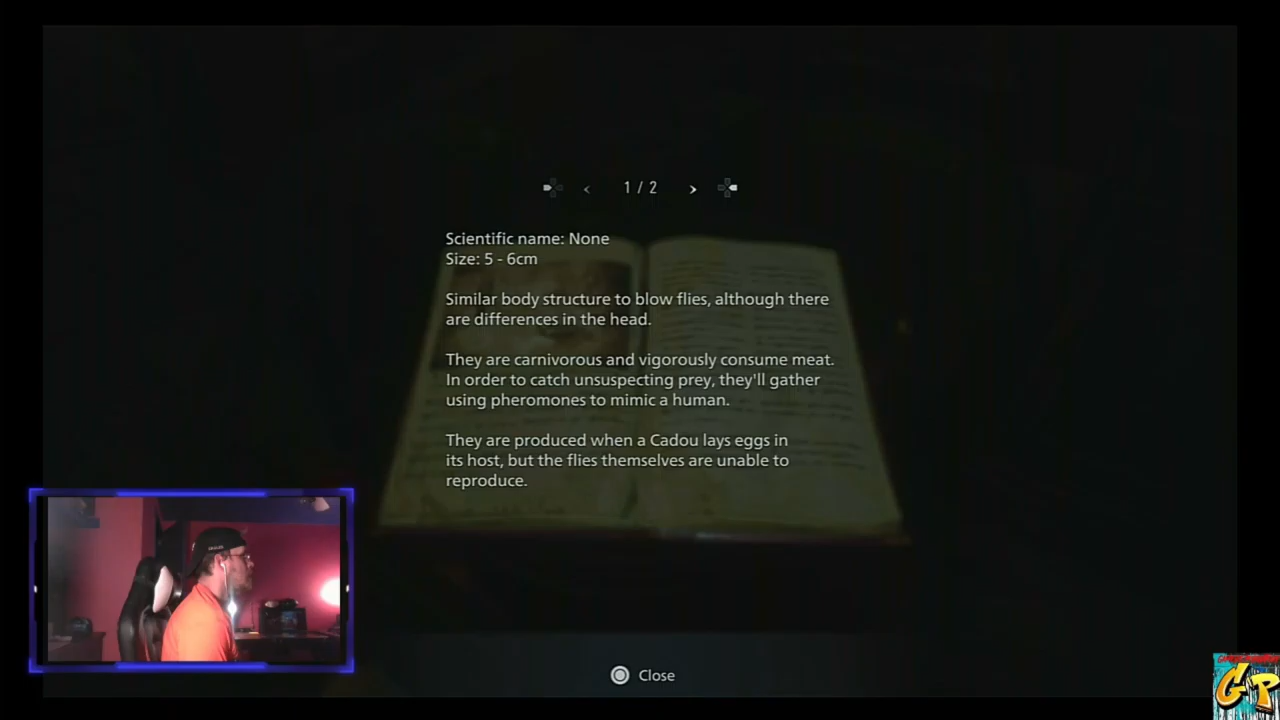 1 / 2
Scientific name: None
Size: 5 - 6cm
Similar body structure to blow flies, although there
are differences in the head.
They are carnivorous and vigorously consume meat.
In order to catch unsuspecting prey, they'll gather
using pheromones to mimic a human.
They are produced when a Cadou lays eggs in
its host, but the flies themselves are unable to
reproduce.
Close
GP